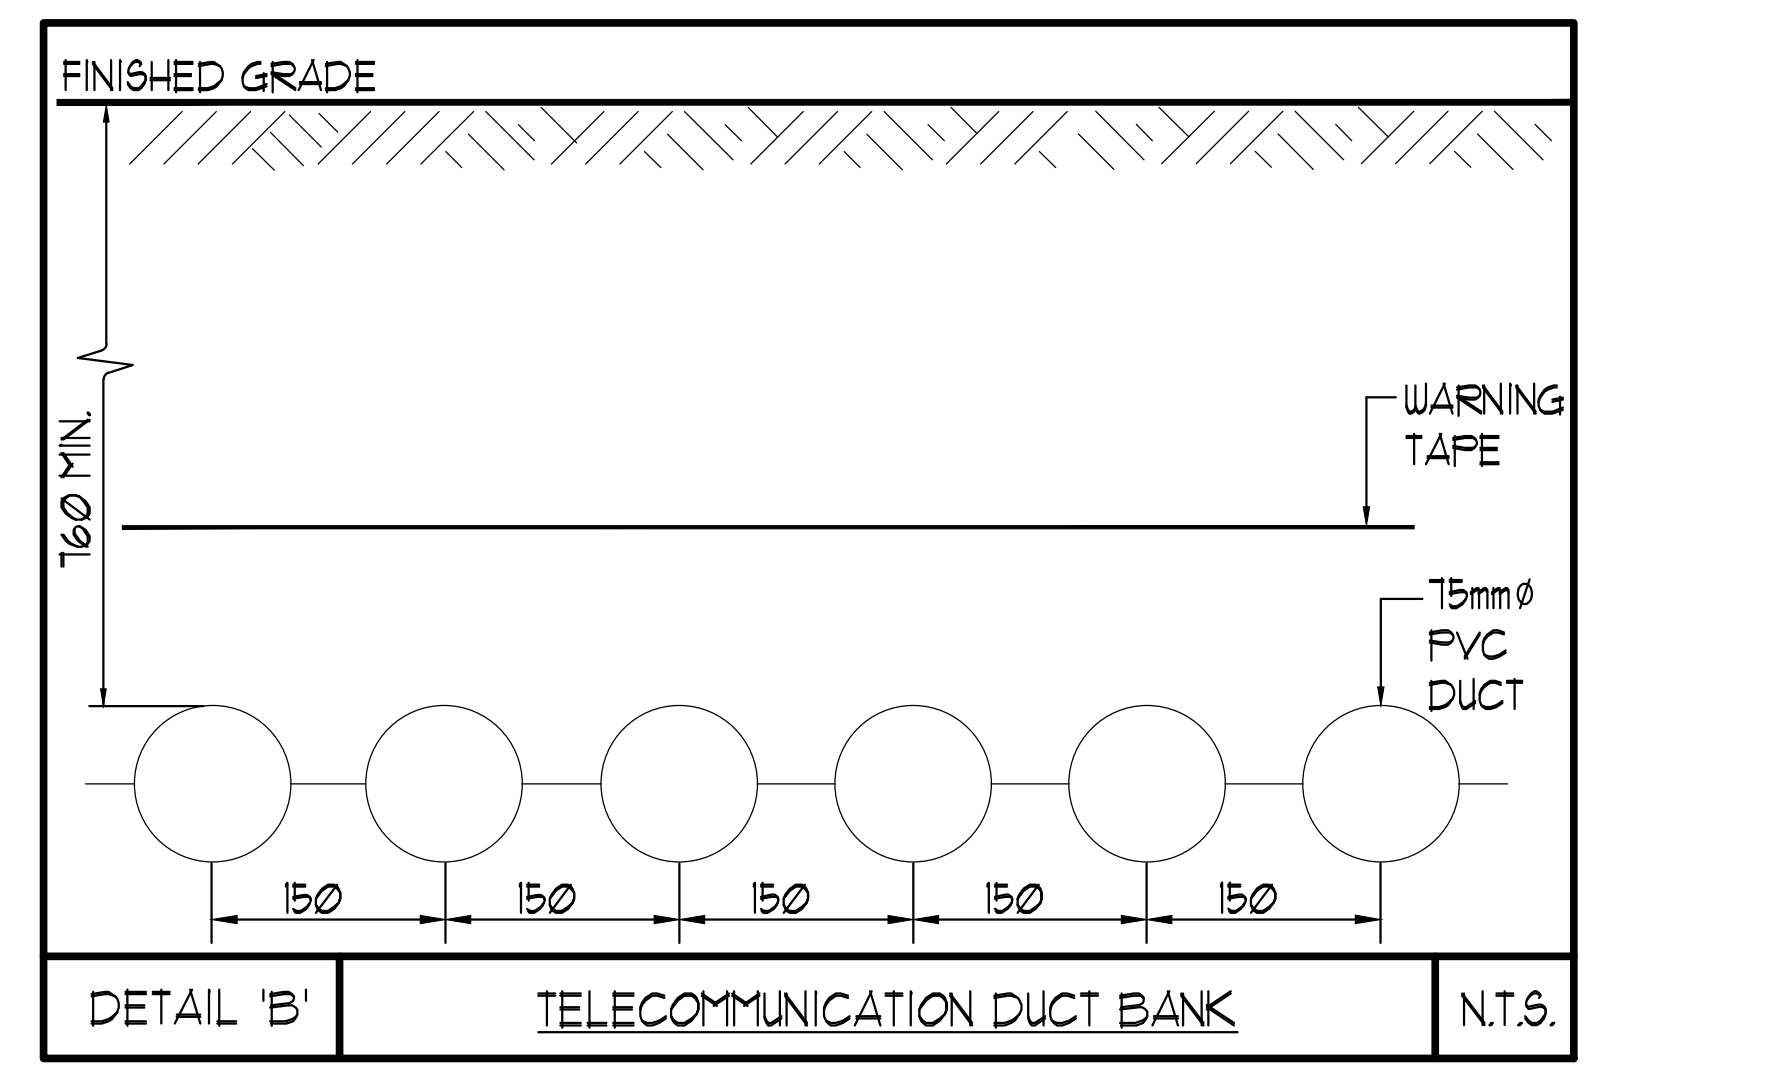 FINISHED GRADE
760 MIN.
WARNING
TAPE
75mmØ
PVC
DUCT
150
150
150
150
150
DETAIL 'B'
TELECOMMUNICATION DUCT BANK
N.T.S.